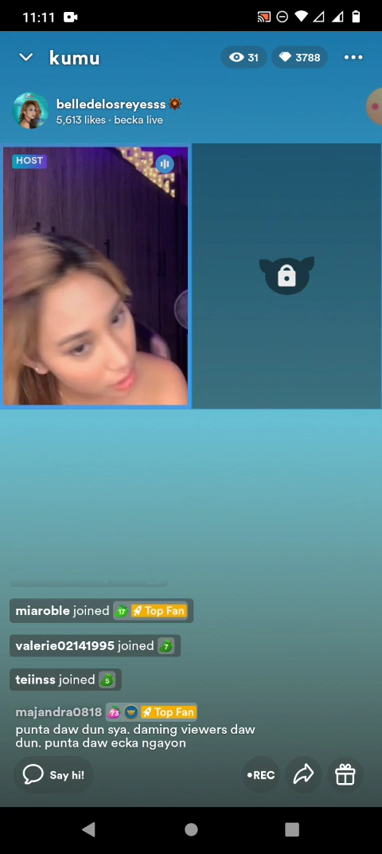 11:11
kumu
31
3788
belledelosreyesss
5,613 likes · becka live
HOST
miaroble joined 17 Top Fan
valerie02141995 joined 7
teiinss joined 5
majandra0818 73 Top Fan
punta daw dun sya. daming viewers daw
dun. punta daw ecka ngayon
Say hi!
•REC